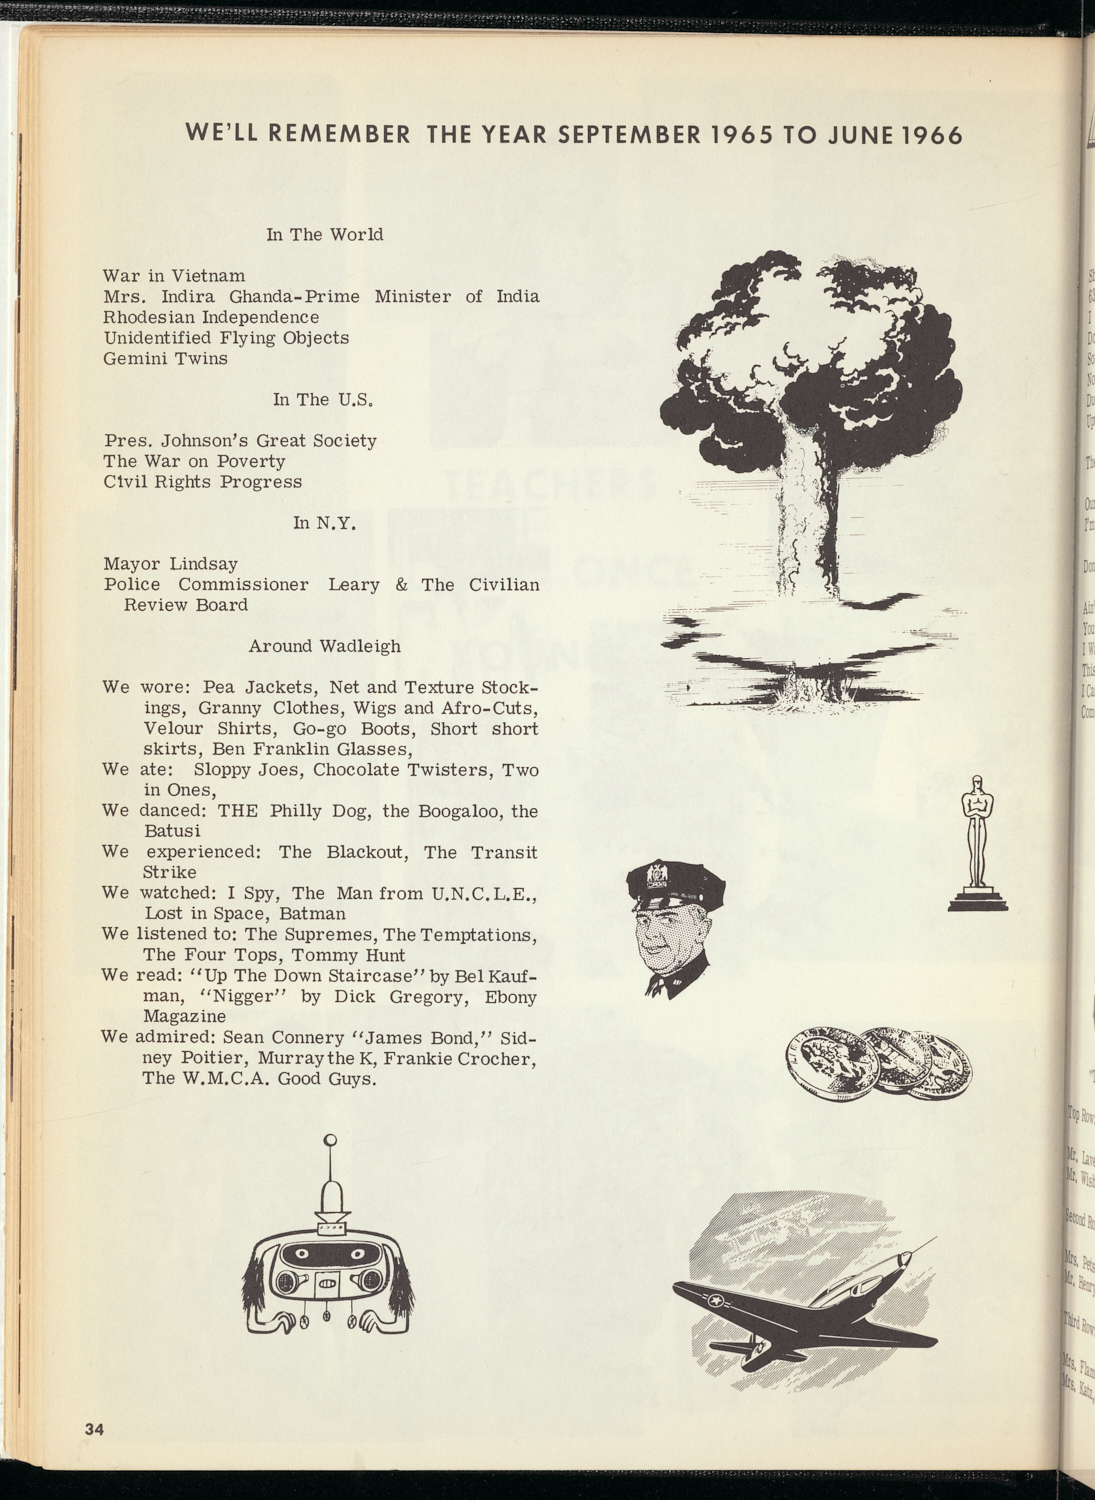 WE'LL REMEMBER THE YEAR SEPTEMBER 1965 TO JUNE 1966
In The World
War in Vietnam
Mrs. Indira Ghanda-Prime Minister of India
Rhodesian Independence
Unidentified Flying Objects
Gemini Twins
In The U.S.
Pres. Johnson's Great Society
The War on Poverty
Civil Rights Progress
In N.Y.
Mayor Lindsay
Police Commissioner Leary & The Civilian
Review Board
Around Wadleigh
We wore: Pea Jackets, Net and Texture Stock-
ings, Granny Clothes, Wigs and Afro-Cuts,
Velour Shirts, Go-go Boots, Short short
skirts, Ben Franklin Glasses,
We ate: Sloppy Joes, Chocolate Twisters, Two
in Ones,
We danced: THE Philly Dog, the Boogaloo, the
Batusi
We experienced: The Blackout, The Transit
Strike
We watched: I Spy, The Man from U.N.C.L.E.,
Lost in Space, Batman
We listened to: The Supremes, The Temptations,
The Four Tops, Tommy Hunt
We read: "Up The Down Staircase" by Bel Kauf-
man, "Nigger" by Dick Gregory, Ebony
Magazine
We admired: Sean Connery "James Bond," Sid-
ney Poitier, Murray the K, Frankie Crocher,
The W.M.C.A. Good Guys.
34